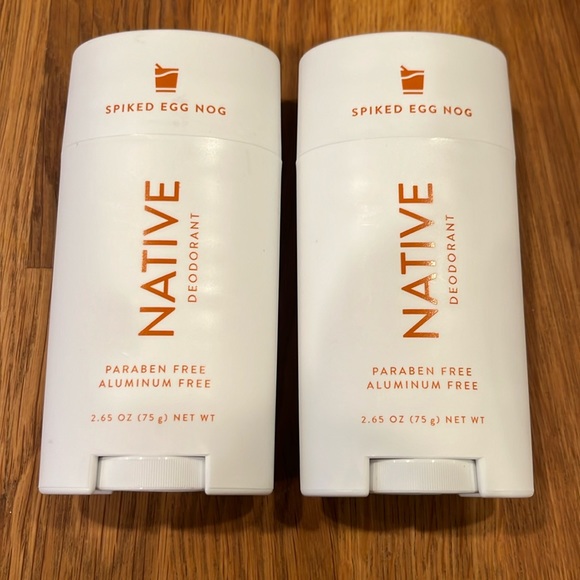 SPIKED EGG NOG
NATIVE
DEODORANT
PARABEN FREE
ALUMINUM FREE
2.65 OZ (75 g) NET WT
SPIKED EGG NOG
NATIVE
DEODORANT
PARABEN FREE
ALUMINUM FREE
2.65 OZ (75 g) NET WT